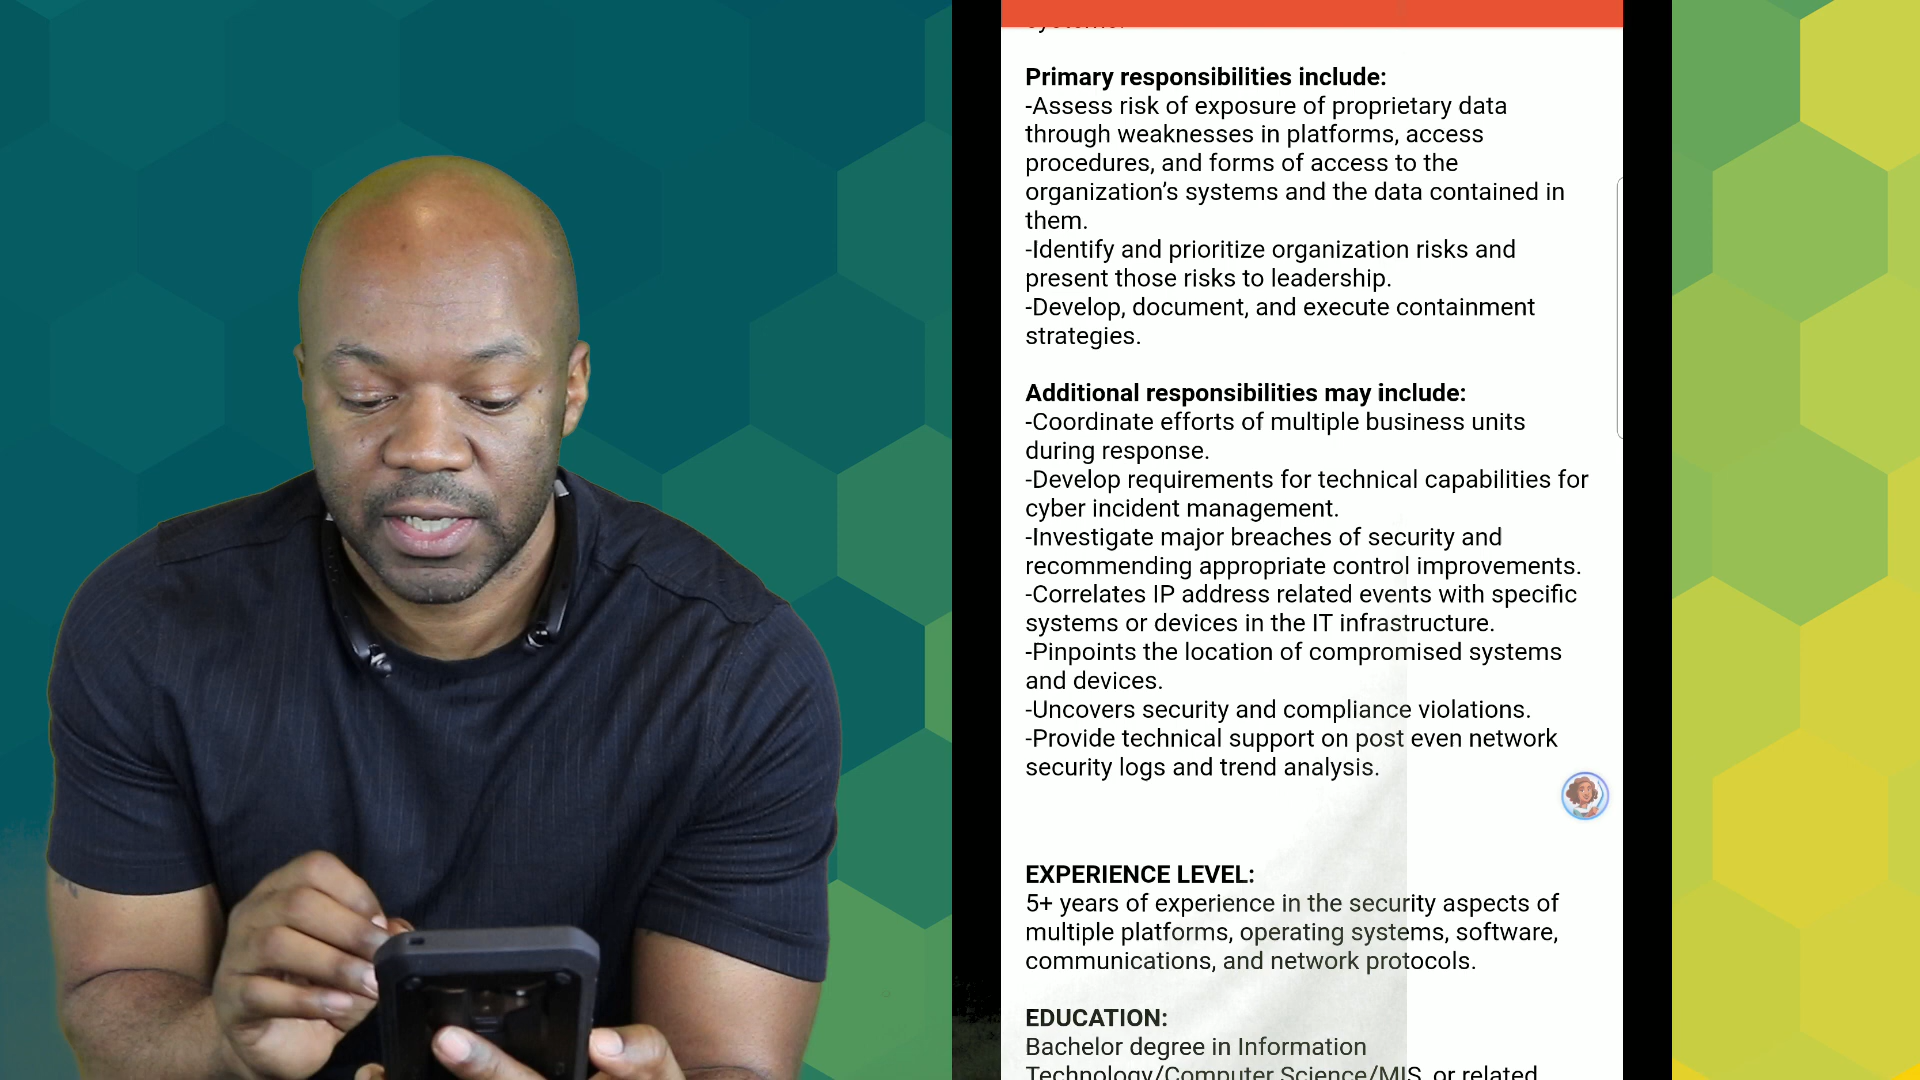 Primary responsibilities include:
-Assess risk of exposure of proprietary data
through weaknesses in platforms, access
procedures, and forms of access to the
organization's systems and the data contained in
them.
-Identify and prioritize organization risks and
present those risks to leadership.
-Develop, document, and execute containment
strategies.
Additional responsibilities may include:
-Coordinate efforts of multiple business units
during response.
-Develop requirements for technical capabilities for
cyber incident management.
-Investigate major breaches of security and
recommending appropriate control improvements.
-Correlates IP address related events with specific
systems or devices in the IT infrastructure.
-Pinpoints the location of compromised systems
and devices.
-Uncovers security and compliance violations.
-Provide technical support on post even network
security logs and trend analysis.
EXPERIENCE LEVEL:
5+ years of experience in the security aspects of
multiple platforms, operating systems, software,
communications, and network protocols.
EDUCATION:
Bachelor degree in Information
Technology/Computer Science/MIS, or related